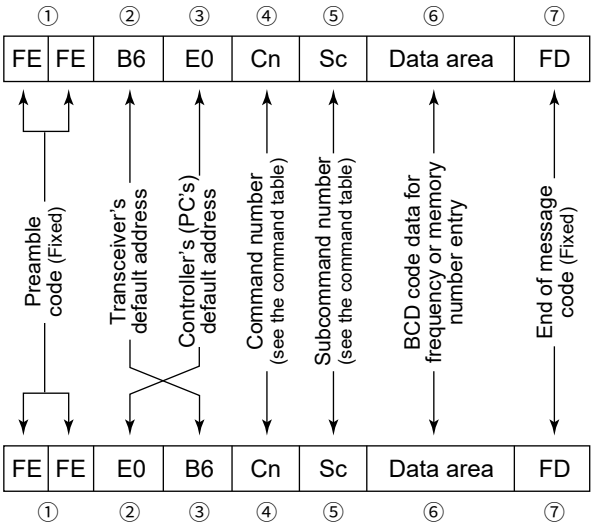 ① ② ③ ④ ⑤ ⑥ ⑦
FE FE B6 E0 Cn Sc Data area FD
Preamble
code (Fixed)
Transceiver's
default address
Controller's (PC's)
default address
Command number
(see the command table)
Subcommand number
(see the command table)
BCD code data for
frequency or memory
number entry
End of message
code (Fixed)
FE FE E0 B6 Cn Sc Data area FD
① ② ③ ④ ⑤ ⑥ ⑦